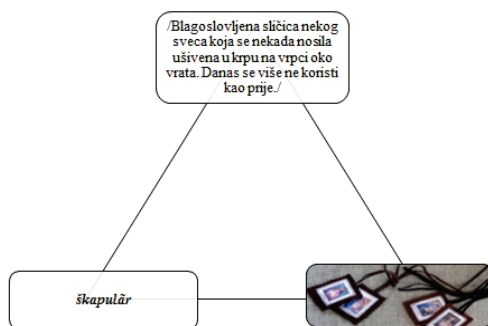 /Blagoslovljena sličica nekog
sveca koja se nekada nosila
ušivena u krpu na vrpci oko
vrata. Danas se više ne koristi
kao prije./
škapulãr